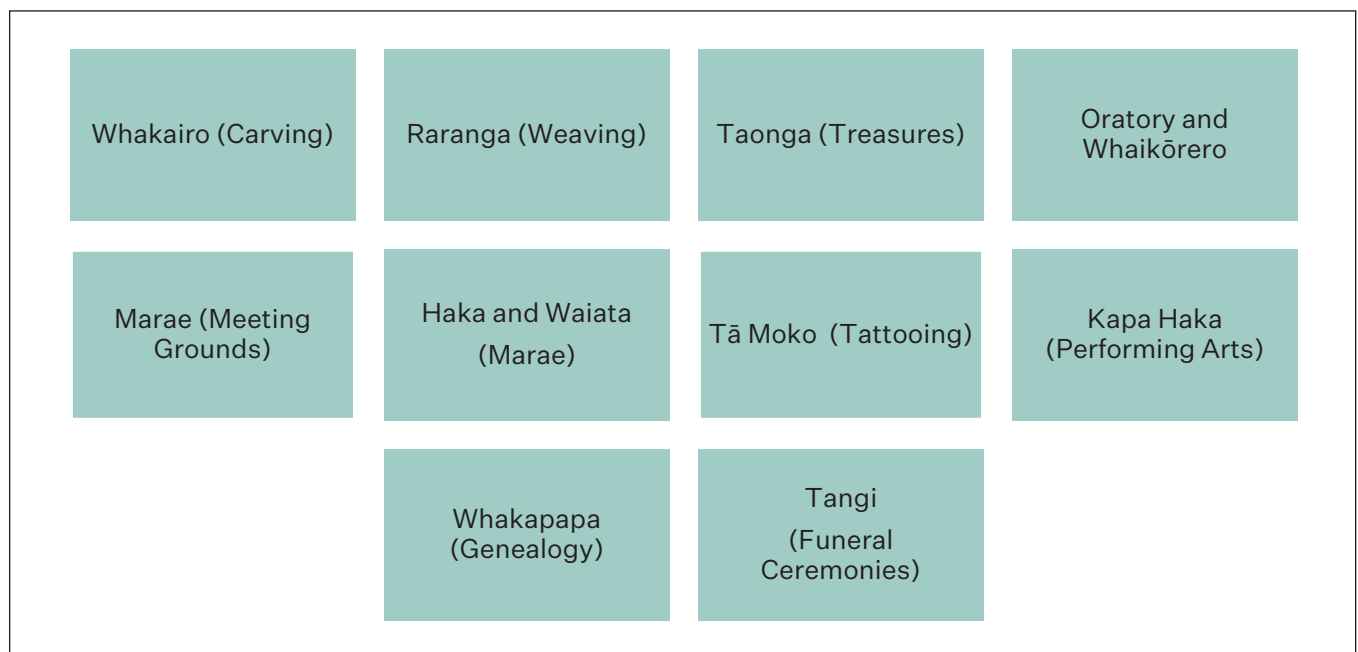 Whakairo (Carving)
Raranga (Weaving)
Taonga (Treasures)
Oratory and
Whaikōrero
Marae (Meeting
Grounds)
Haka and Waiata
(Marae)
Tā Moko  (Tattooing)
Kapa Haka
(Performing Arts)
Whakapapa
(Genealogy)
Tangi
(Funeral
Ceremonies)